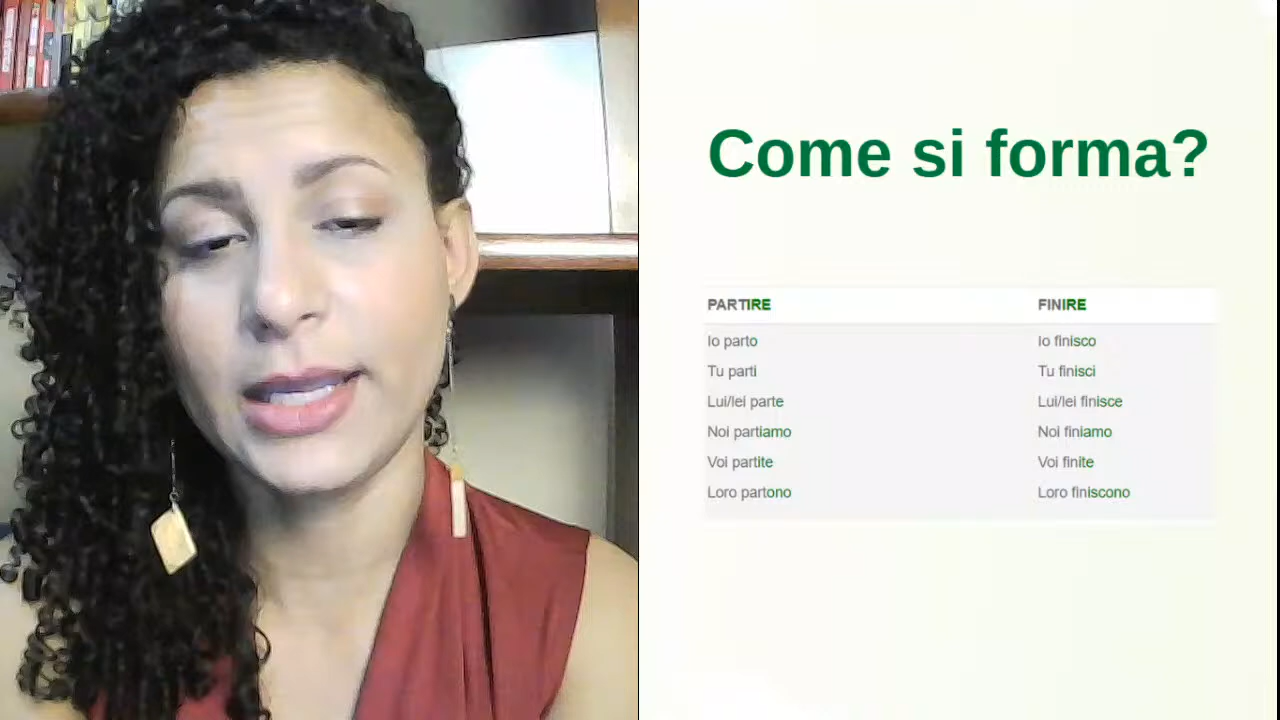 Come si forma?
PARTIRE FINIRE
Io parto Io finisco
Tu parti Tu finisci
Lui/lei parte Lui/lei finisce
Noi partiamo Noi finiamo
Voi partite Voi finite
Loro partono Loro finiscono